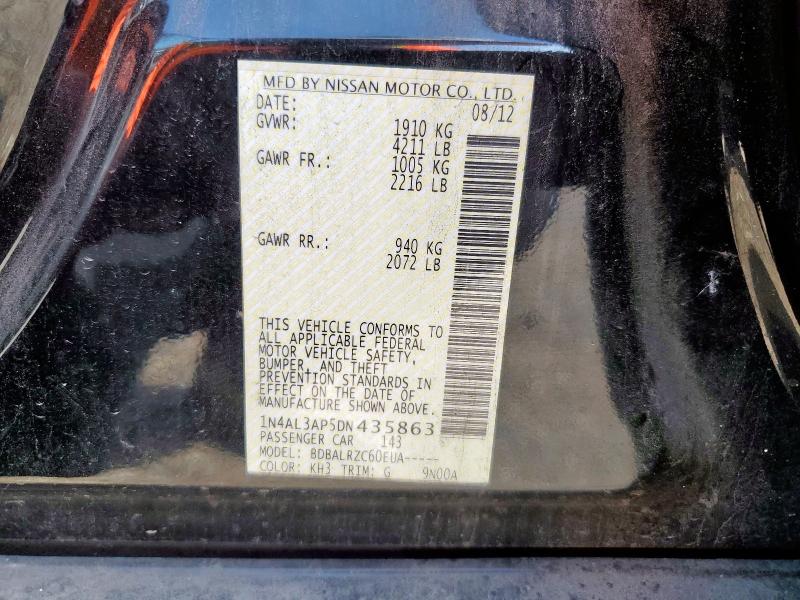 MFD BY NISSAN MOTOR CO., LTD.
DATE: 08/12
GVWR: 1910 KG
4211 LB
GAWR FR.: 1005 KG
2216 LB
GAWR RR.: 940 KG
2072 LB
THIS VEHICLE CONFORMS TO
ALL APPLICABLE FEDERAL
MOTOR VEHICLE SAFETY,
BUMPER, AND THEFT
PREVENTION STANDARDS IN
EFFECT ON THE DATE OF
MANUFACTURE SHOWN ABOVE.
1N4AL3AP5DN435863
PASSENGER CAR 143
MODEL: BDBALRZC60EUA-----
COLOR: KH3 TRIM: G 9N00A